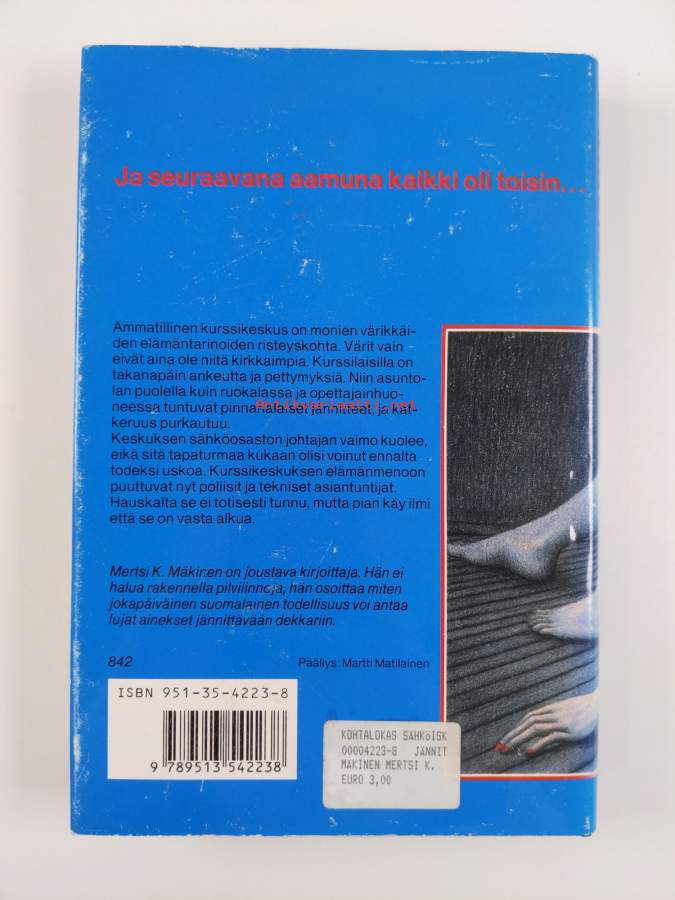 Ja seuraavana aamuna kaikki oli toisin...
Ammatillinen kurssikeskus on monien värikkäi-
den elämäntarinoiden risteyskohta. Värit vain
eivät aina ole niitä kirkkaimpia. Kurssilaisilla on
takanapäin ankeutta ja pettymyksiä. Niin asunto-
lan puolella kuin ruokalassa ja opettajainhuo-
neessa tuntuvat pinnanalaiset jännitteet, ja kat-
keruus purkautuu.
Antikvariaatti.net
Keskuksen sähköosaston johtajan vaimo kuolee,
eikä sitä tapaturmaa kukaan olisi voinut ennalta
todeksi uskoa. Kurssikeskuksen elämänmenoon
puuttuvat nyt poliisit ja tekniset asiantuntijat.
Hauskalta se ei totisesti tunnu, mutta pian käy ilmi
että se on vasta alkua.
Mertsi K. Mäkinen on joustava kirjoittaja. Hän ei
halua rakennella pilvilinnoja, hän osoittaa miten
jokapäiväinen suomalainen todellisuus voi antaa
lujat ainekset jännittävään dekkariin.
842
Päällys: Martti Matilainen
ISBN 951-35-4223-8
9 789513 542238
KOHTALOKAS SÄHKÖISK
00004223-8 JÄNNIT
MÄKINEN MERTSI K.
EURO 3,00